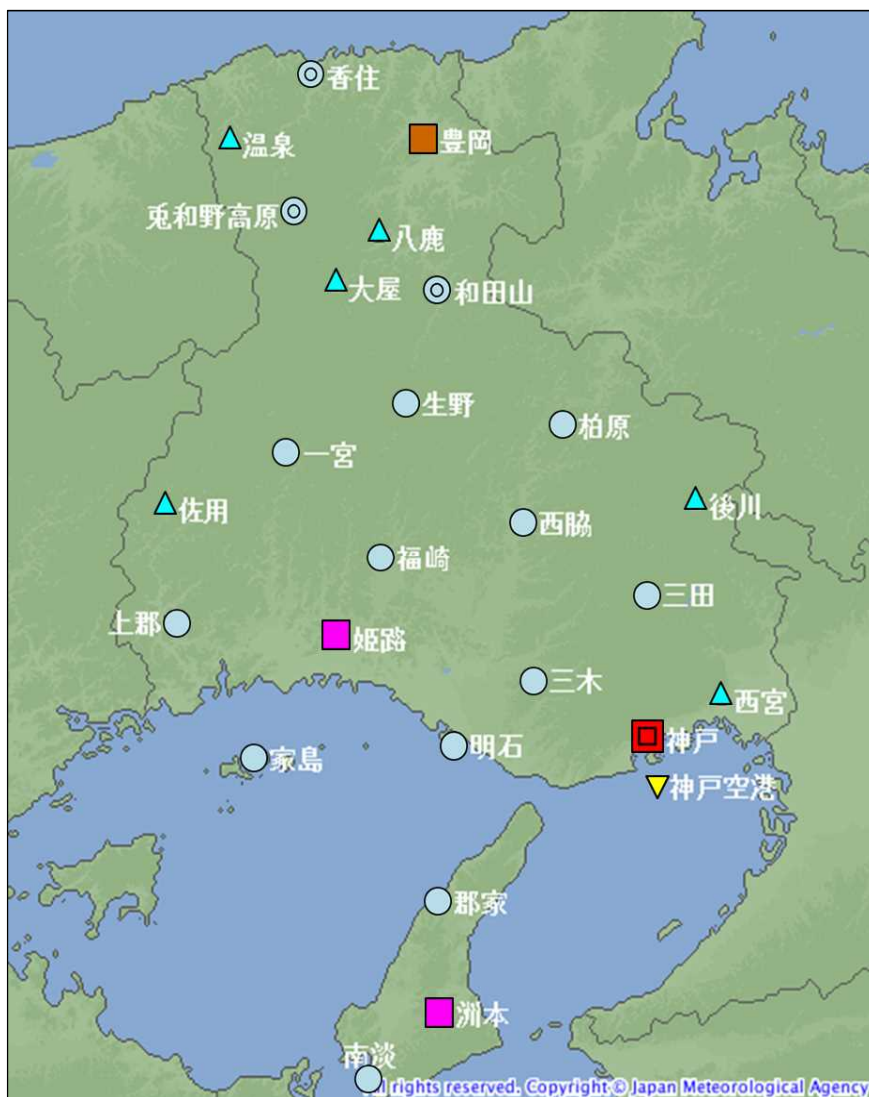 香住
温泉
豊岡
兎和野高原
八鹿
大屋
和田山
生野
柏原
一宮
佐用
後川
西脇
福崎
三田
上郡
姫路
三木
西宮
神戸
明石
家島
神戸空港
郡家
洲本
南淡
ll rights reserved. Copyright © Japan Meteorological Agency